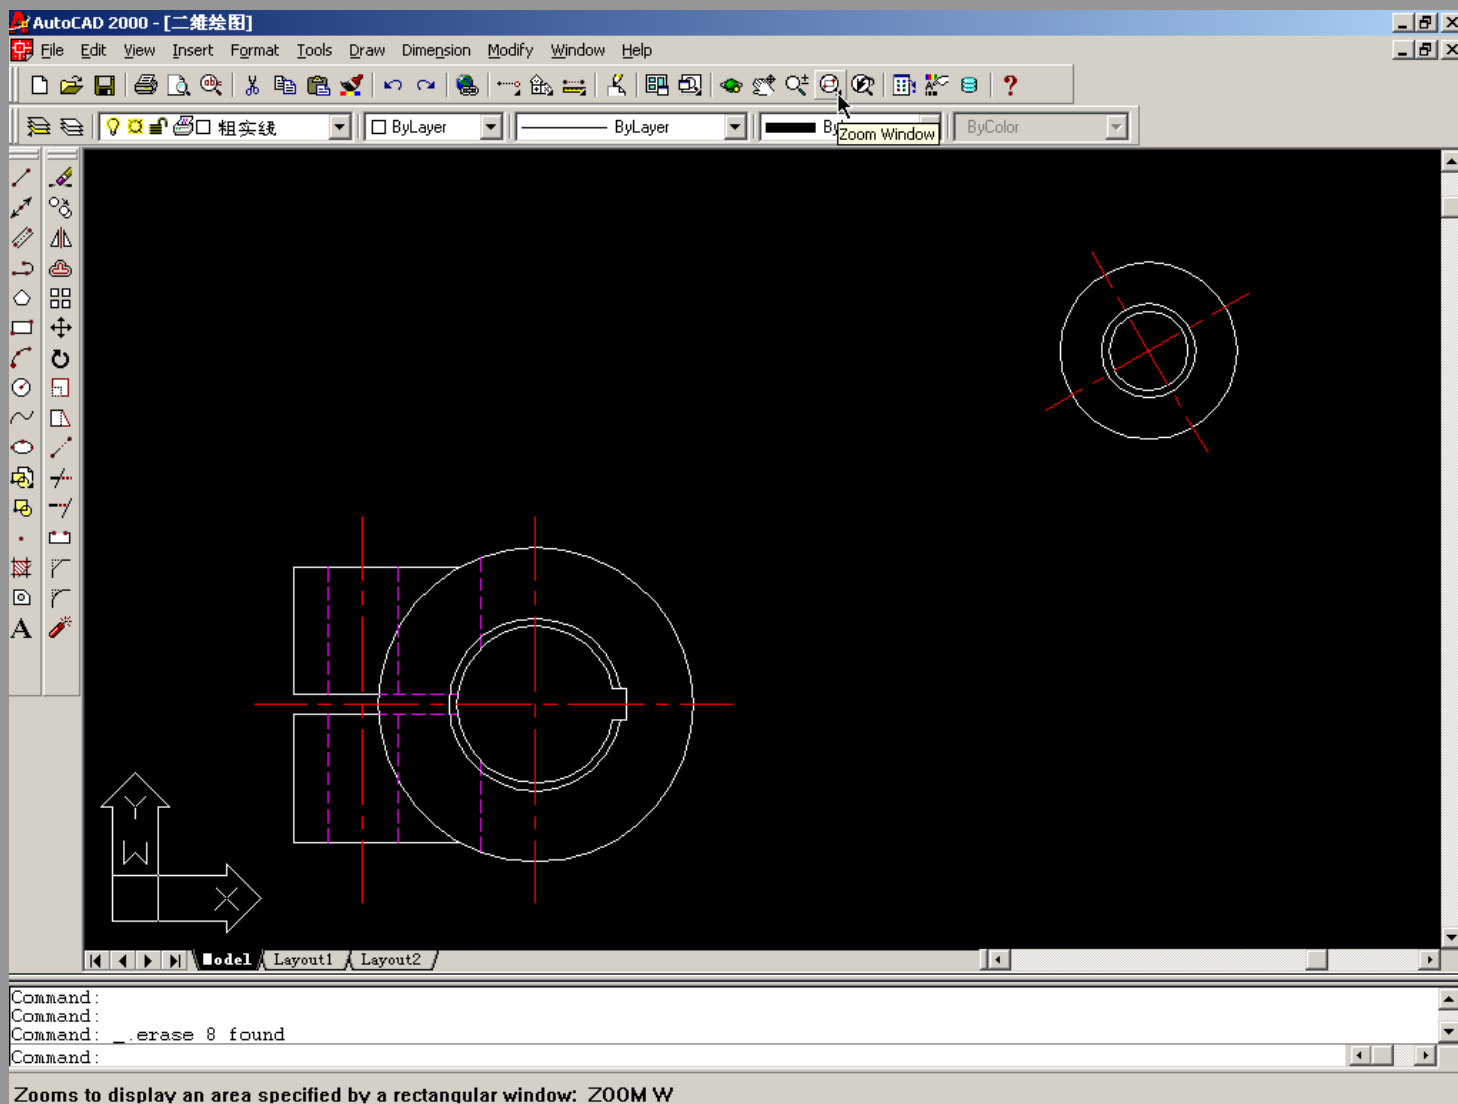 AutoCAD 2000 - [二维绘图]
File Edit View Insert Format Tools Draw Dimension Modify Window Help
粗实线 ByLayer ByLayer By ByColor
Zoom Window
A
Y
W
X
Model Layout1 Layout2
Command:
Command:
Command: _.erase 8 found
Command:
Zooms to display an area specified by a rectangular window: ZOOM W